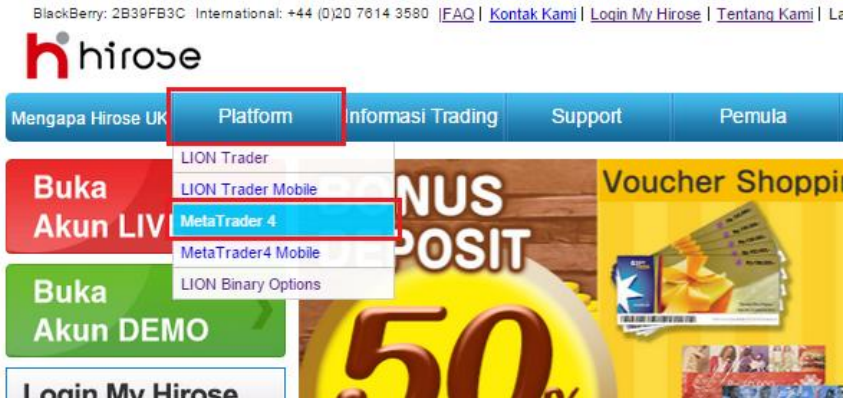 BlackBerry: 2B39FB3C International: +44 (0)20 7614 3580 |FAQ | Kontak Kami | Login My Hirose | Tentang Kami |
hirose
Mengapa Hirose UK Platform Informasi Trading Support Pemula
LION Trader
LION Trader Mobile
MetaTrader 4
MetaTrader4 Mobile
LION Binary Options
Buka
Akun LIV
Buka
Akun DEMO
Login My Hirose
BONUS
DEPOSIT
50%
Voucher Shoppi